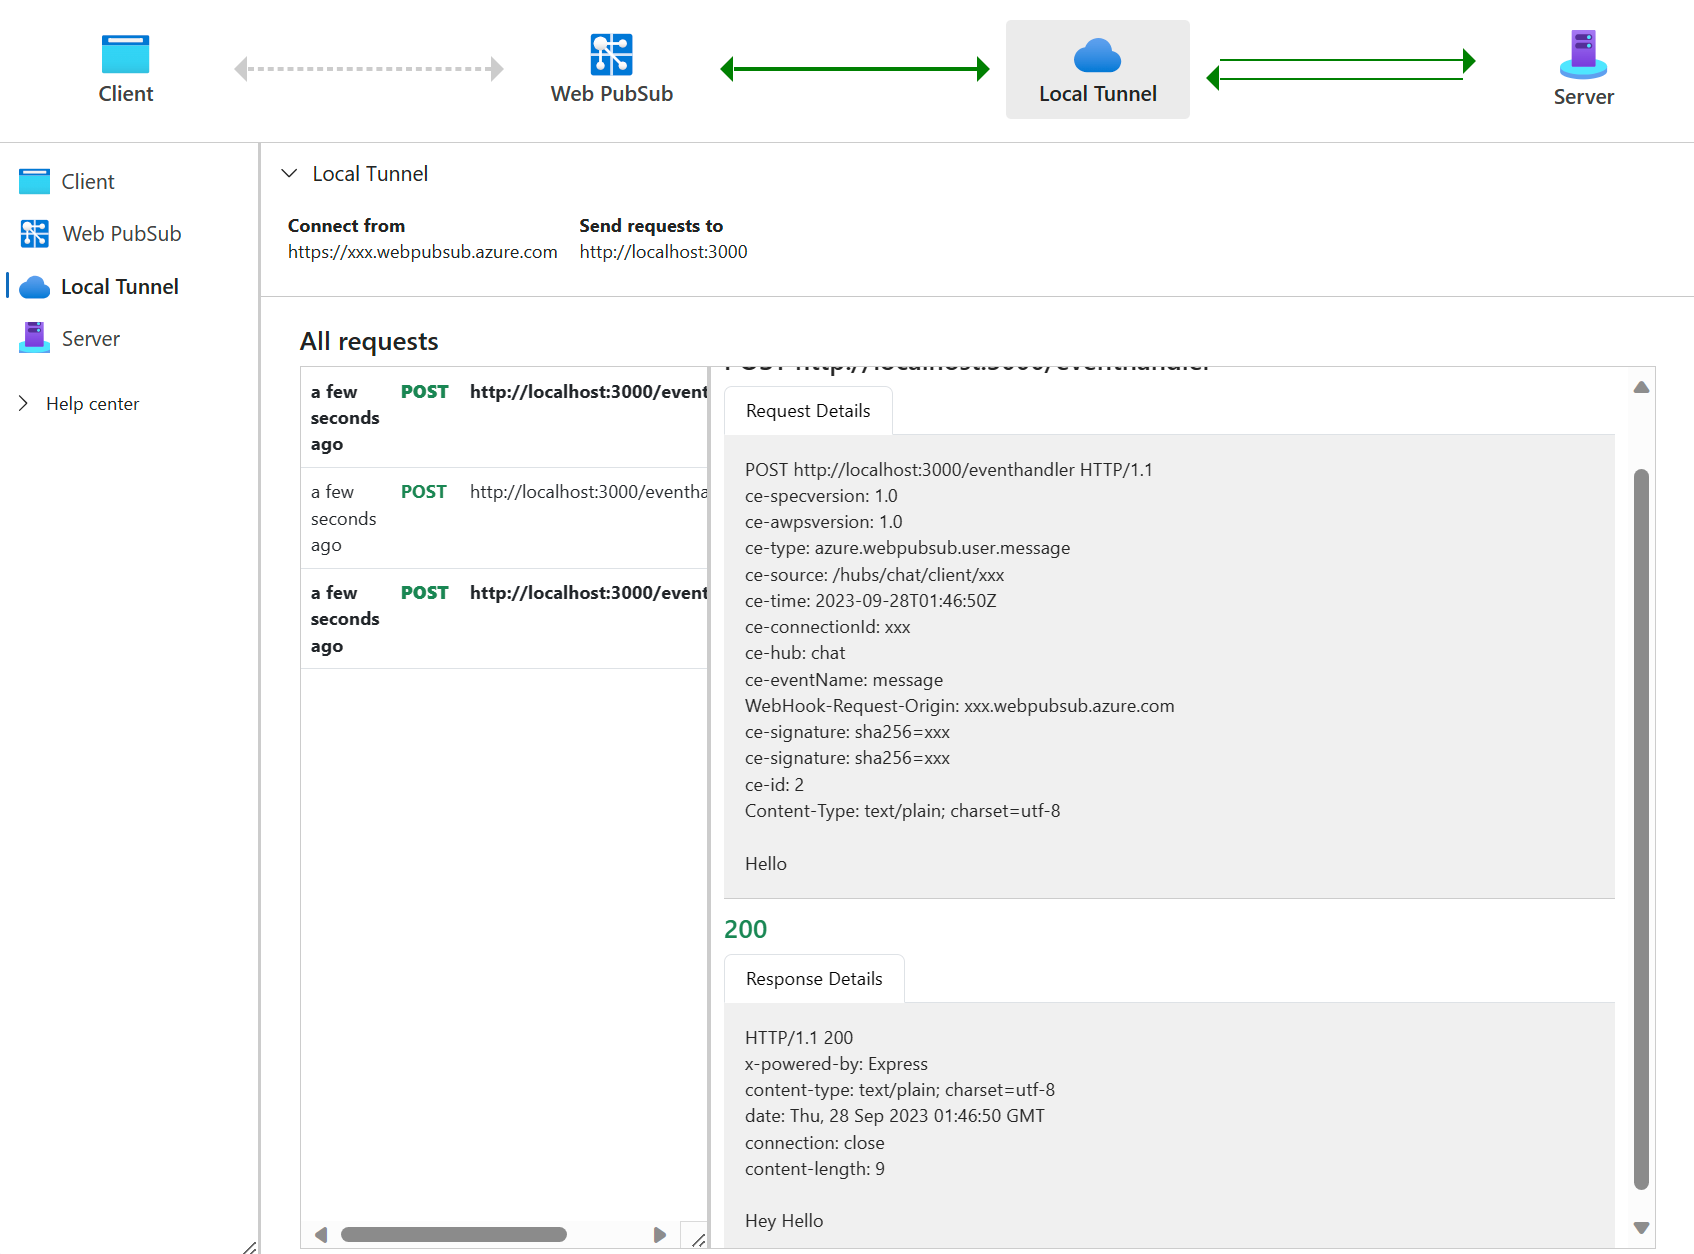 Client
Web PubSub
Local Tunnel
Server
Client
Web PubSub
Local Tunnel
Server
Help center
Local Tunnel
Connect from
https://xxx.webpubsub.azure.com
Send requests to
http://localhost:3000
All requests
a few
seconds
ago
POST
http://localhost:3000/event
a few
seconds
ago
POST
http://localhost:3000/eventha
a few
seconds
ago
POST
http://localhost:3000/event
POST http://localhost:3000/eventhandler
Request Details
POST http://localhost:3000/eventhandler HTTP/1.1
ce-specversion: 1.0
ce-awpsversion: 1.0
ce-type: azure.webpubsub.user.message
ce-source: /hubs/chat/client/xxx
ce-time: 2023-09-28T01:46:50Z
ce-connectionId: xxx
ce-hub: chat
ce-eventName: message
WebHook-Request-Origin: xxx.webpubsub.azure.com
ce-signature: sha256=xxx
ce-signature: sha256=xxx
ce-id: 2
Content-Type: text/plain; charset=utf-8
Hello
200
Response Details
HTTP/1.1 200
x-powered-by: Express
content-type: text/plain; charset=utf-8
date: Thu, 28 Sep 2023 01:46:50 GMT
connection: close
content-length: 9
Hey Hello